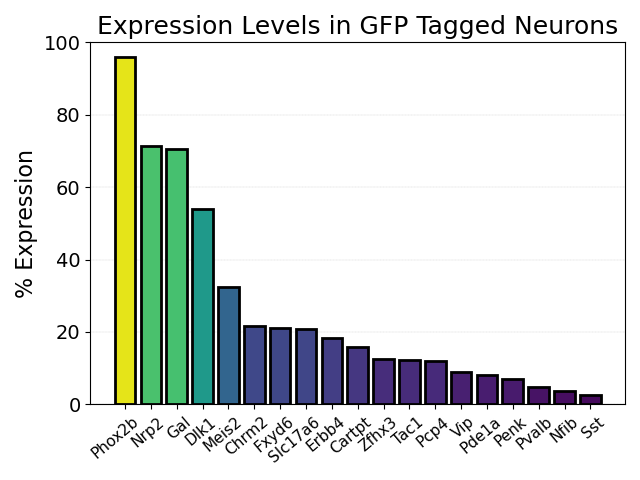 Expression Levels in GFP Tagged Neurons
% Expression
100
80
60
40
20
0
Phox2b
Nrp2
Gal
Dlk1
Meis2
Chrm2
Fxyd6
Slc17a6
Erbb4
Cartpt
Zfhx3
Tac1
Pcp4
Vip
Pde1a
Penk
Pvalb
Nfib
Sst